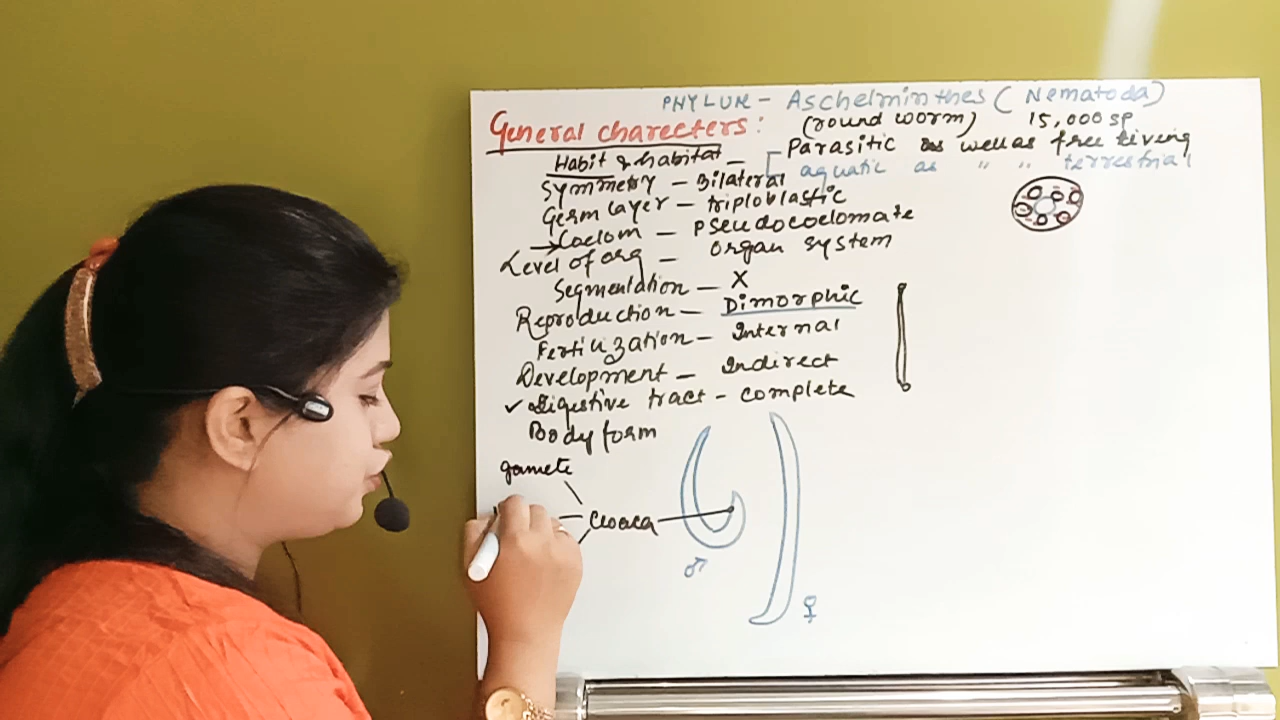 PHYLUM - Aschelminthes (Nematoda)
General charecters:
(round worm) 15,000 sp
Habit & habitat - Parasitic as well as free living
aquatic as " " terrestrial
Symmetry - Bilateral
Germ layer - triploblastic
→ Coelom - pseudocoelomate
Level of org - organ system
Segmentation - X
Reproduction - Dimorphic
Fertilization - Internal
Development - Indirect
✓ Digestive tract - complete
Body form
gamete
Cloaca
♂
♀